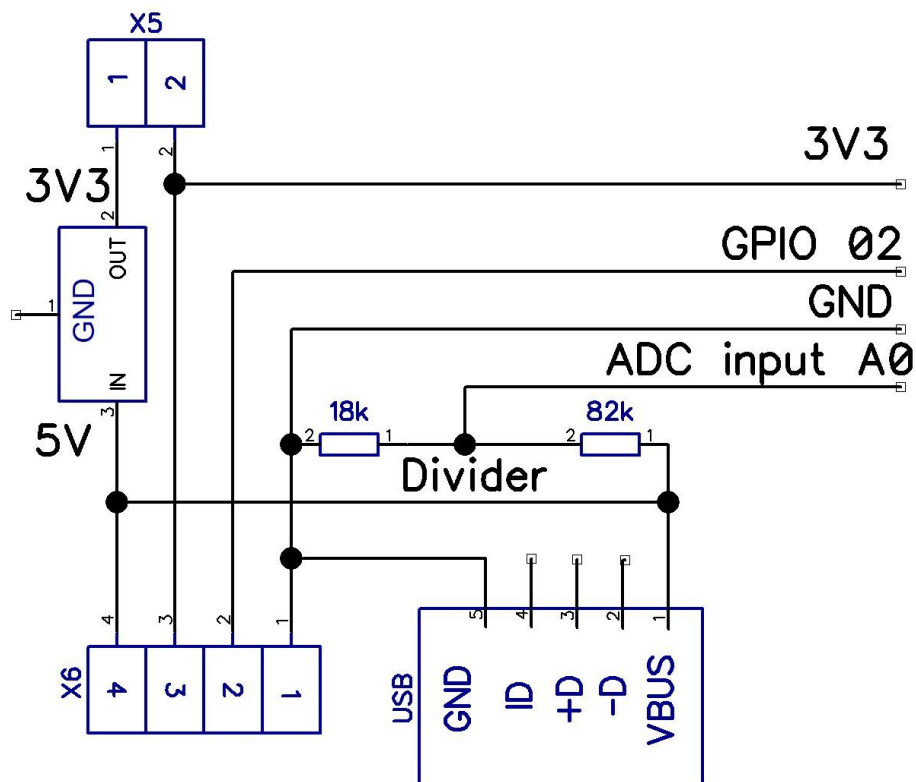 X5
1 2
1 2
3V3
3V3
2
OUT
GPIO 02
1
GND
GND
IN
ADC input A0
3
18k
82k
5V
2 1 2 1
Divider
4 3 2 1
5 4 3 2 1
X6
4 3 2 1
USB
GND ID +D -D VBUS